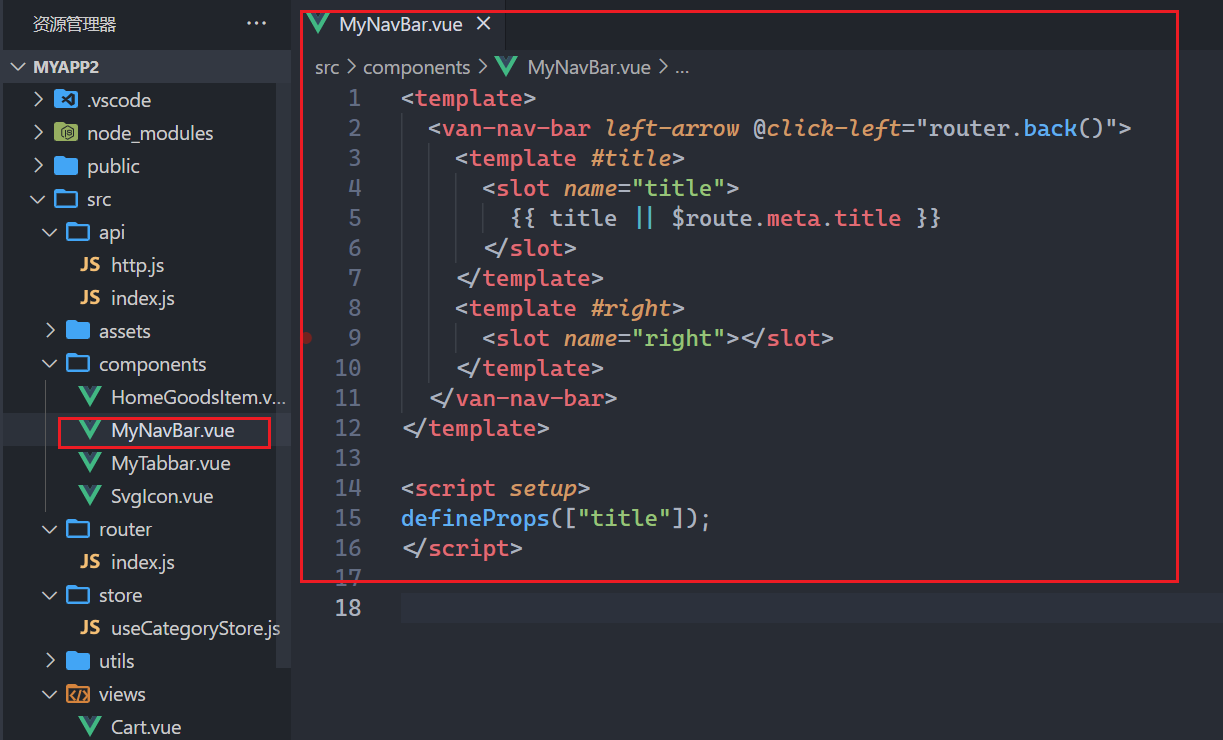 资源管理器 ···
MYAPP2
.vscode
node_modules
public
src
api
JS http.js
JS index.js
assets
components
HomeGoodsItem.v...
MyNavBar.vue
MyTabbar.vue
SvgIcon.vue
router
JS index.js
store
JS useCategoryStore.js
utils
views
Cart.vue
MyNavBar.vue ×
src > components > MyNavBar.vue > ...
1 <template>
2 <van-nav-bar left-arrow @click-left="router.back()">
3 <template #title>
4 <slot name="title">
5 {{ title || $route.meta.title }}
6 </slot>
7 </template>
8 <template #right>
9 <slot name="right"></slot>
10 </template>
11 </van-nav-bar>
12 </template>
13
14 <script setup>
15 defineProps(["title"]);
16 </script>
17
18